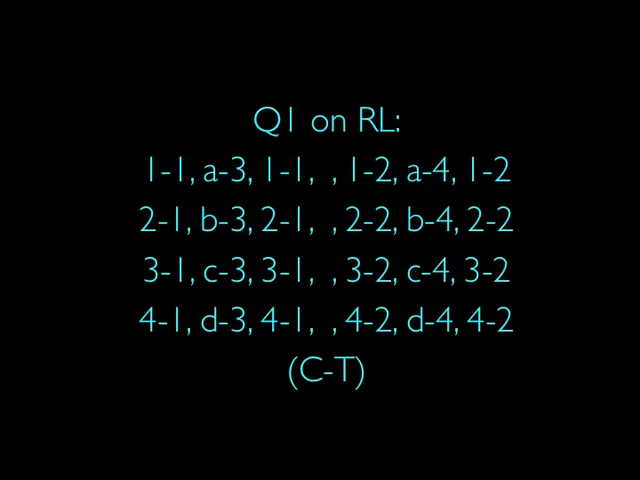 Q1 on RL:
1-1, a-3, 1-1,  , 1-2, a-4, 1-2
2-1, b-3, 2-1,  , 2-2, b-4, 2-2
3-1, c-3, 3-1,  , 3-2, c-4, 3-2
4-1, d-3, 4-1,  , 4-2, d-4, 4-2
(C-T)